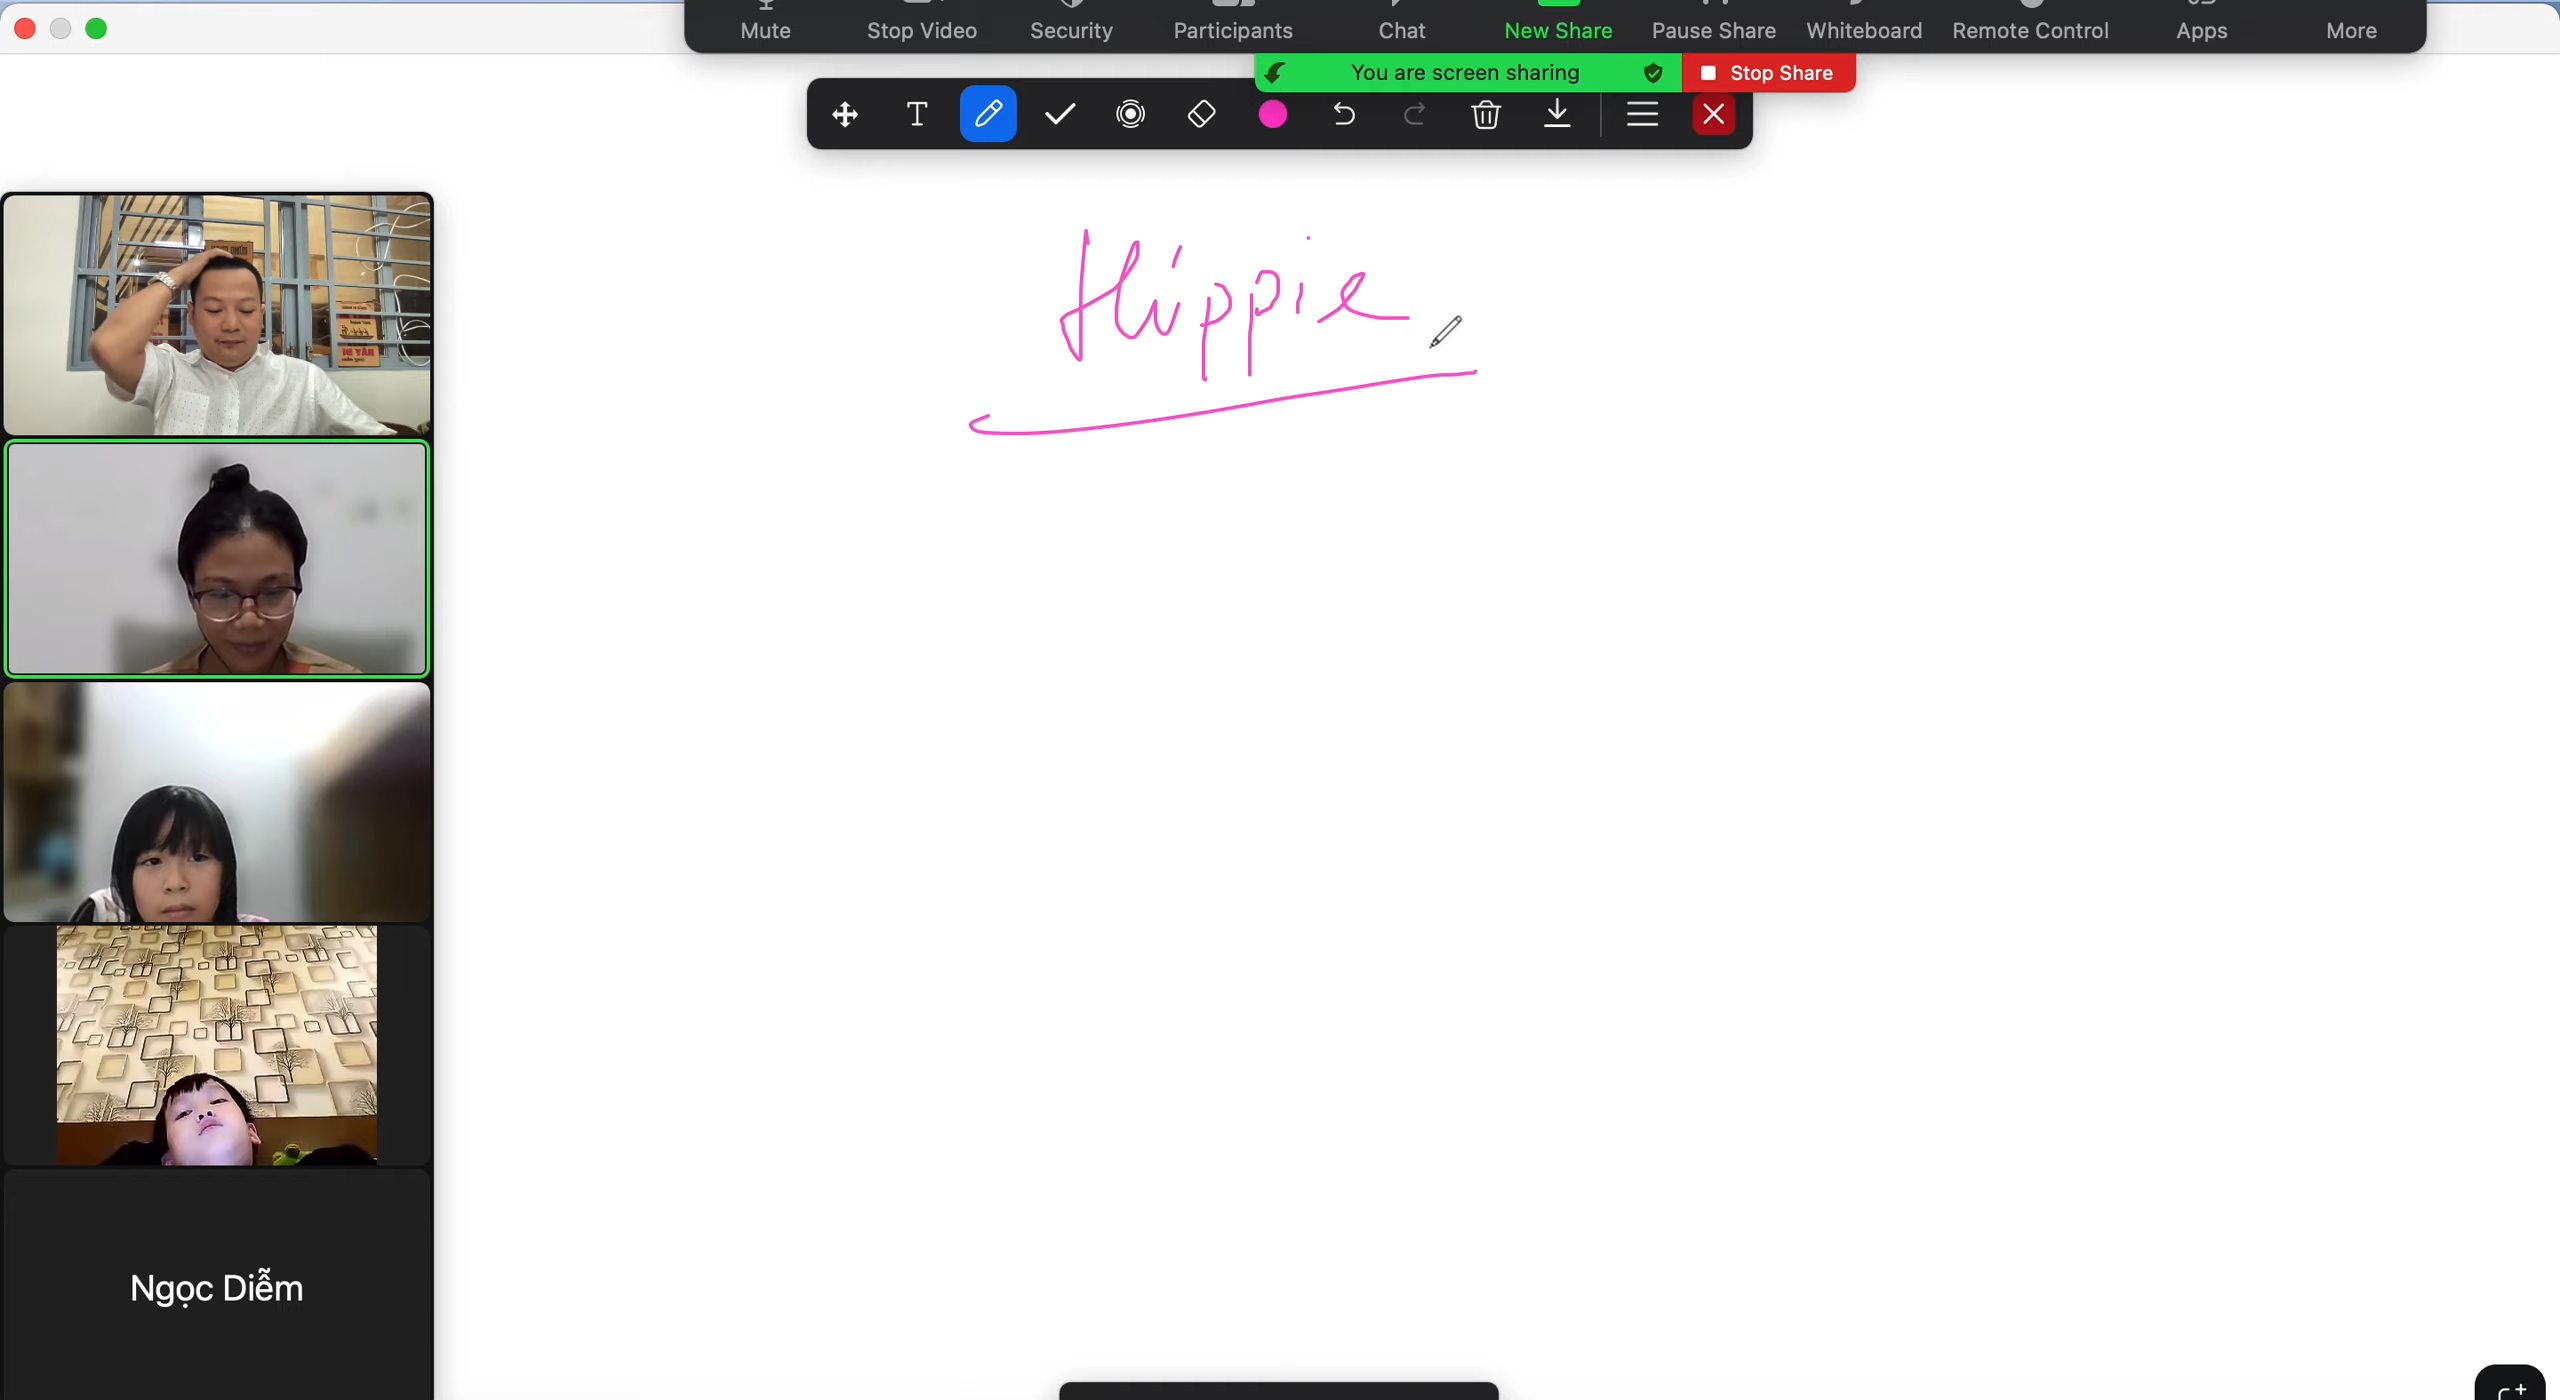 Mute Stop Video Security Participants Chat New Share Pause Share Whiteboard Remote Control Apps More
You are screen sharing Stop Share
T
Hippie
Ngọc Diễm